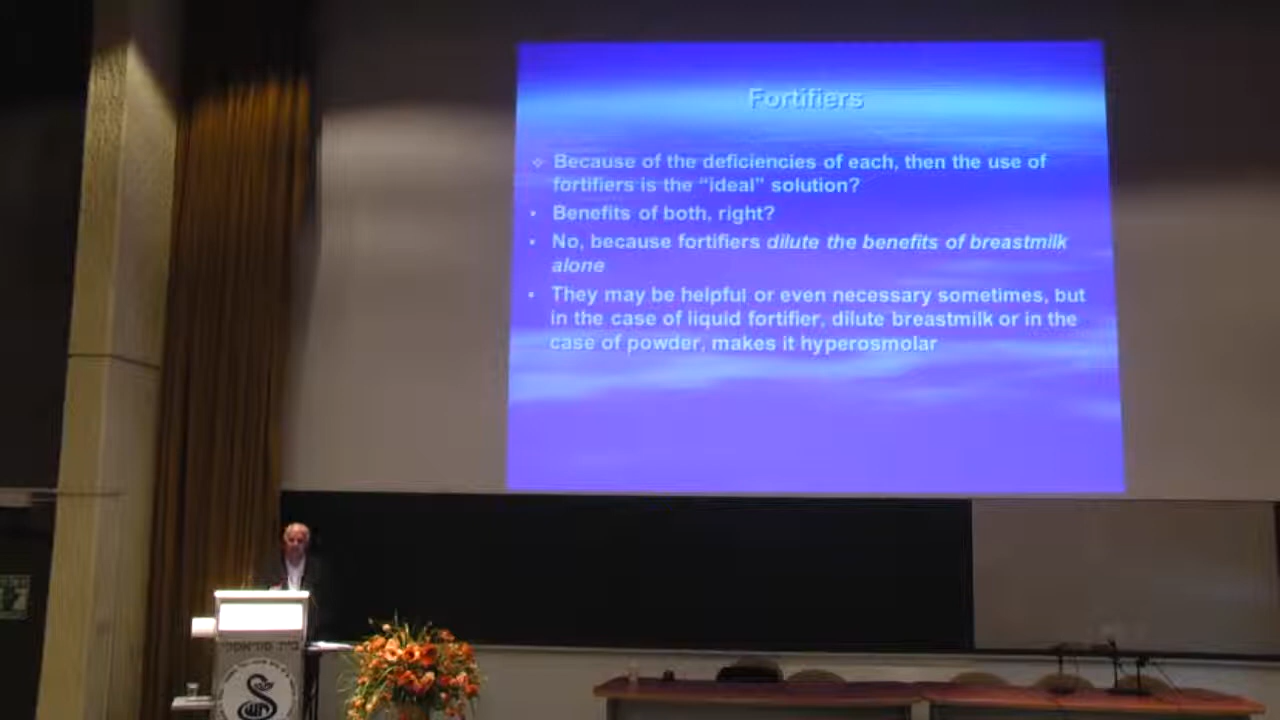 Fortifiers
Because of the deficiencies of each, then the use of
fortifiers is the “ideal” solution?
• Benefits of both, right?
• No, because fortifiers dilute the benefits of breastmilk
alone
• They may be helpful or even necessary sometimes, but
in the case of liquid fortifier, dilute breastmilk or in the
case of powder, makes it hyperosmolar